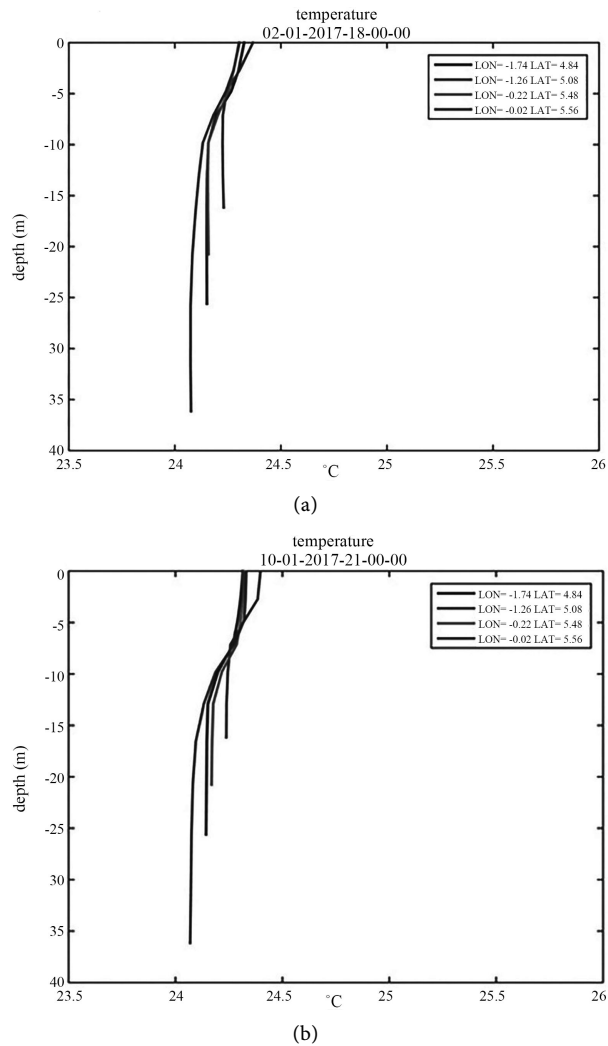 temperature
02-01-2017-18-00-00
LON= -1.74 LAT= 4.84
LON= -1.26 LAT= 5.08
LON= -0.22 LAT= 5.48
LON= -0.02 LAT= 5.56
0
-5
-10
-15
-20
-25
-30
35
40
depth (m)
23.5 24 24.5 25 25.5 26
°C
(a)
temperature
10-01-2017-21-00-00
LON= -1.74 LAT= 4.84
LON= -1.26 LAT= 5.08
LON= -0.22 LAT= 5.48
LON= -0.02 LAT= 5.56
0
-5
-10
-15
-20
-25
-30
35
40
depth (m)
23.5 24 24.5 25 25.5 26
°C
(b)